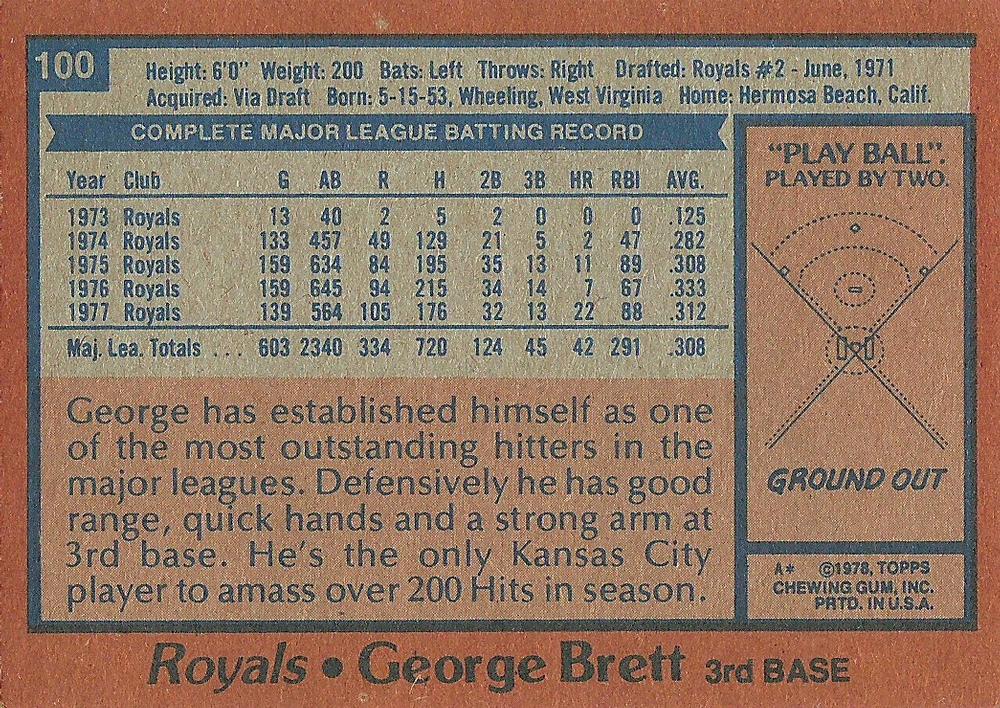 100
Height: 6'0" Weight: 200 Bats: Left Throws: Right Drafted: Royals #2 - June, 1971
Acquired: Via Draft Born: 5-15-53, Wheeling, West Virginia Home: Hermosa Beach, Calif.
COMPLETE MAJOR LEAGUE BATTING RECORD
Year Club G AB R H 2B 3B HR RBI AVG.
1973 Royals 13 40 2 5 2 0 0 0 .125
1974 Royals 133 457 49 129 21 5 2 47 .282
1975 Royals 159 634 84 195 35 13 11 89 .308
1976 Royals 159 645 94 215 34 14 7 67 .333
1977 Royals 139 564 105 176 32 13 22 88 .312
Maj. Lea. Totals ... 603 2340 334 720 124 45 42 291 .308
George has established himself as one
of the most outstanding hitters in the
major leagues. Defensively he has good
range, quick hands and a strong arm at
3rd base. He's the only Kansas City
player to amass over 200 Hits in season.
"PLAY BALL".
PLAYED BY TWO.
GROUND OUT
A* ©1978, TOPPS
CHEWING GUM, INC.
PRTD. IN U.S.A.
Royals • George Brett 3rd BASE